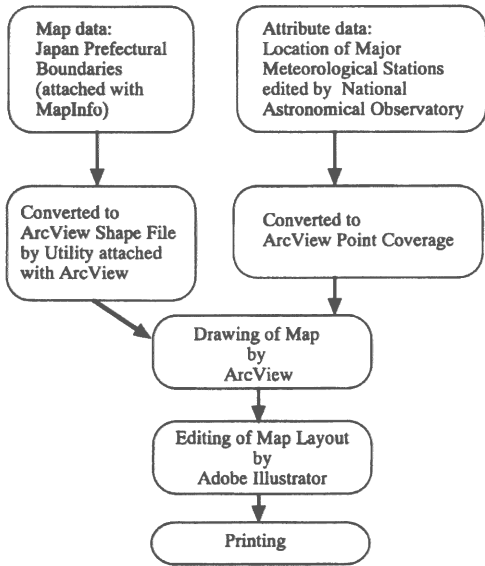 Map data:
Japan Prefectural
Boundaries
(attached with
MapInfo)
Attribute data:
Location of Major
Meteorological Stations
edited by National
Astronomical Observatory
Converted to
ArcView Shape File
by Utility attached
with ArcView
Converted to
ArcView Point Coverage
Drawing of Map
by
ArcView
Editing of Map Layout
by
Adobe Illustrator
Printing